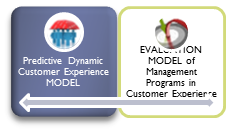 Predictive Dynamic
Customer Experience
MODEL
EVALUATION
MODEL of
Management
Programs in
Customer Experience